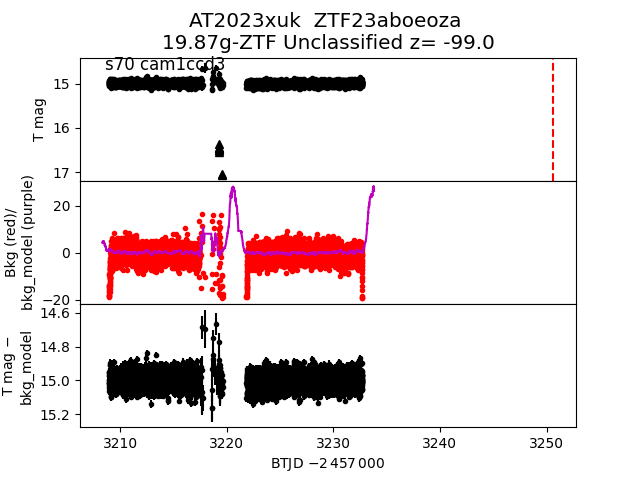 AT2023xuk  ZTF23aboeoza
19.87g-ZTF Unclassified z= -99.0
s70 cam1ccd3
T mag
15
16
17
Bkg (red)/
bkg_model (purple)
20
0
−20
T mag −
bkg_model
14.6
14.8
15.0
15.2
3210 3220 3230 3240 3250
BTJD −2 457 000